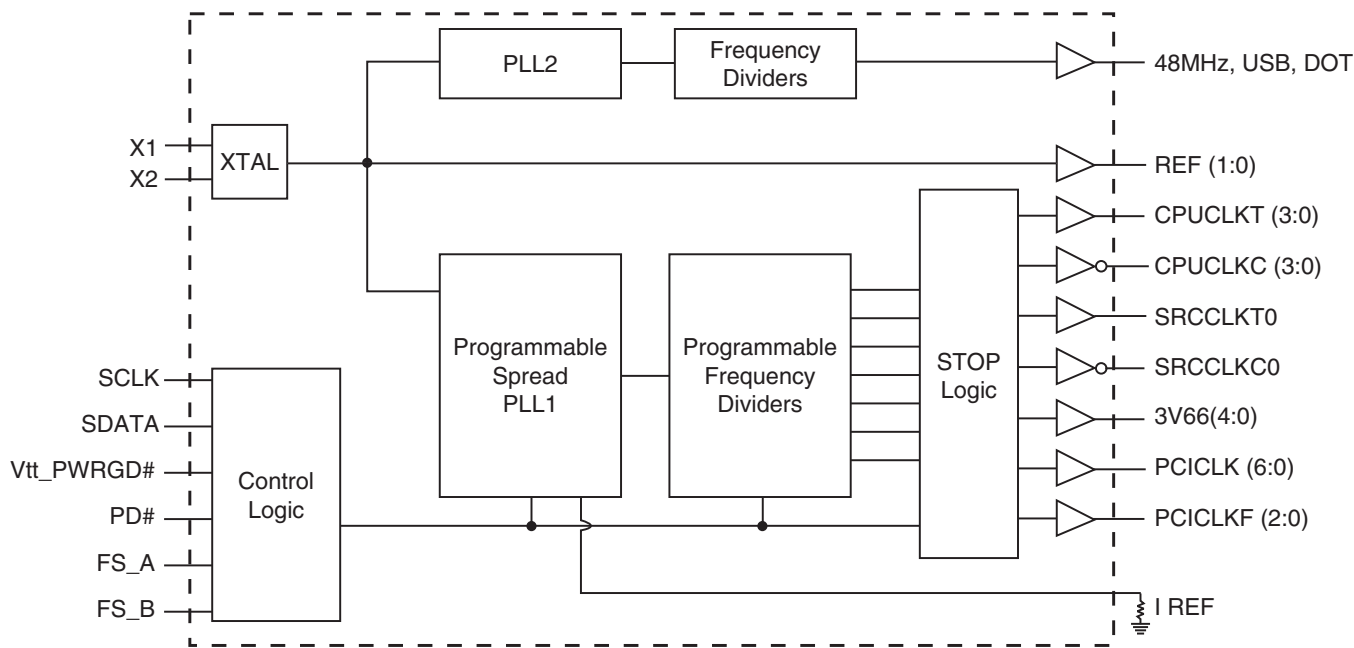 PLL2
Frequency
Dividers
48MHz, USB, DOT
X1
X2
XTAL
REF (1:0)
CPUCLKT (3:0)
CPUCLKC (3:0)
SRCCLKT0
SRCCLKC0
3V66(4:0)
PCICLK (6:0)
PCICLKF (2:0)
Programmable
Spread
PLL1
Programmable
Frequency
Dividers
STOP
Logic
SCLK
SDATA
Vtt_PWRGD#
PD#
FS_A
FS_B
Control
Logic
I REF